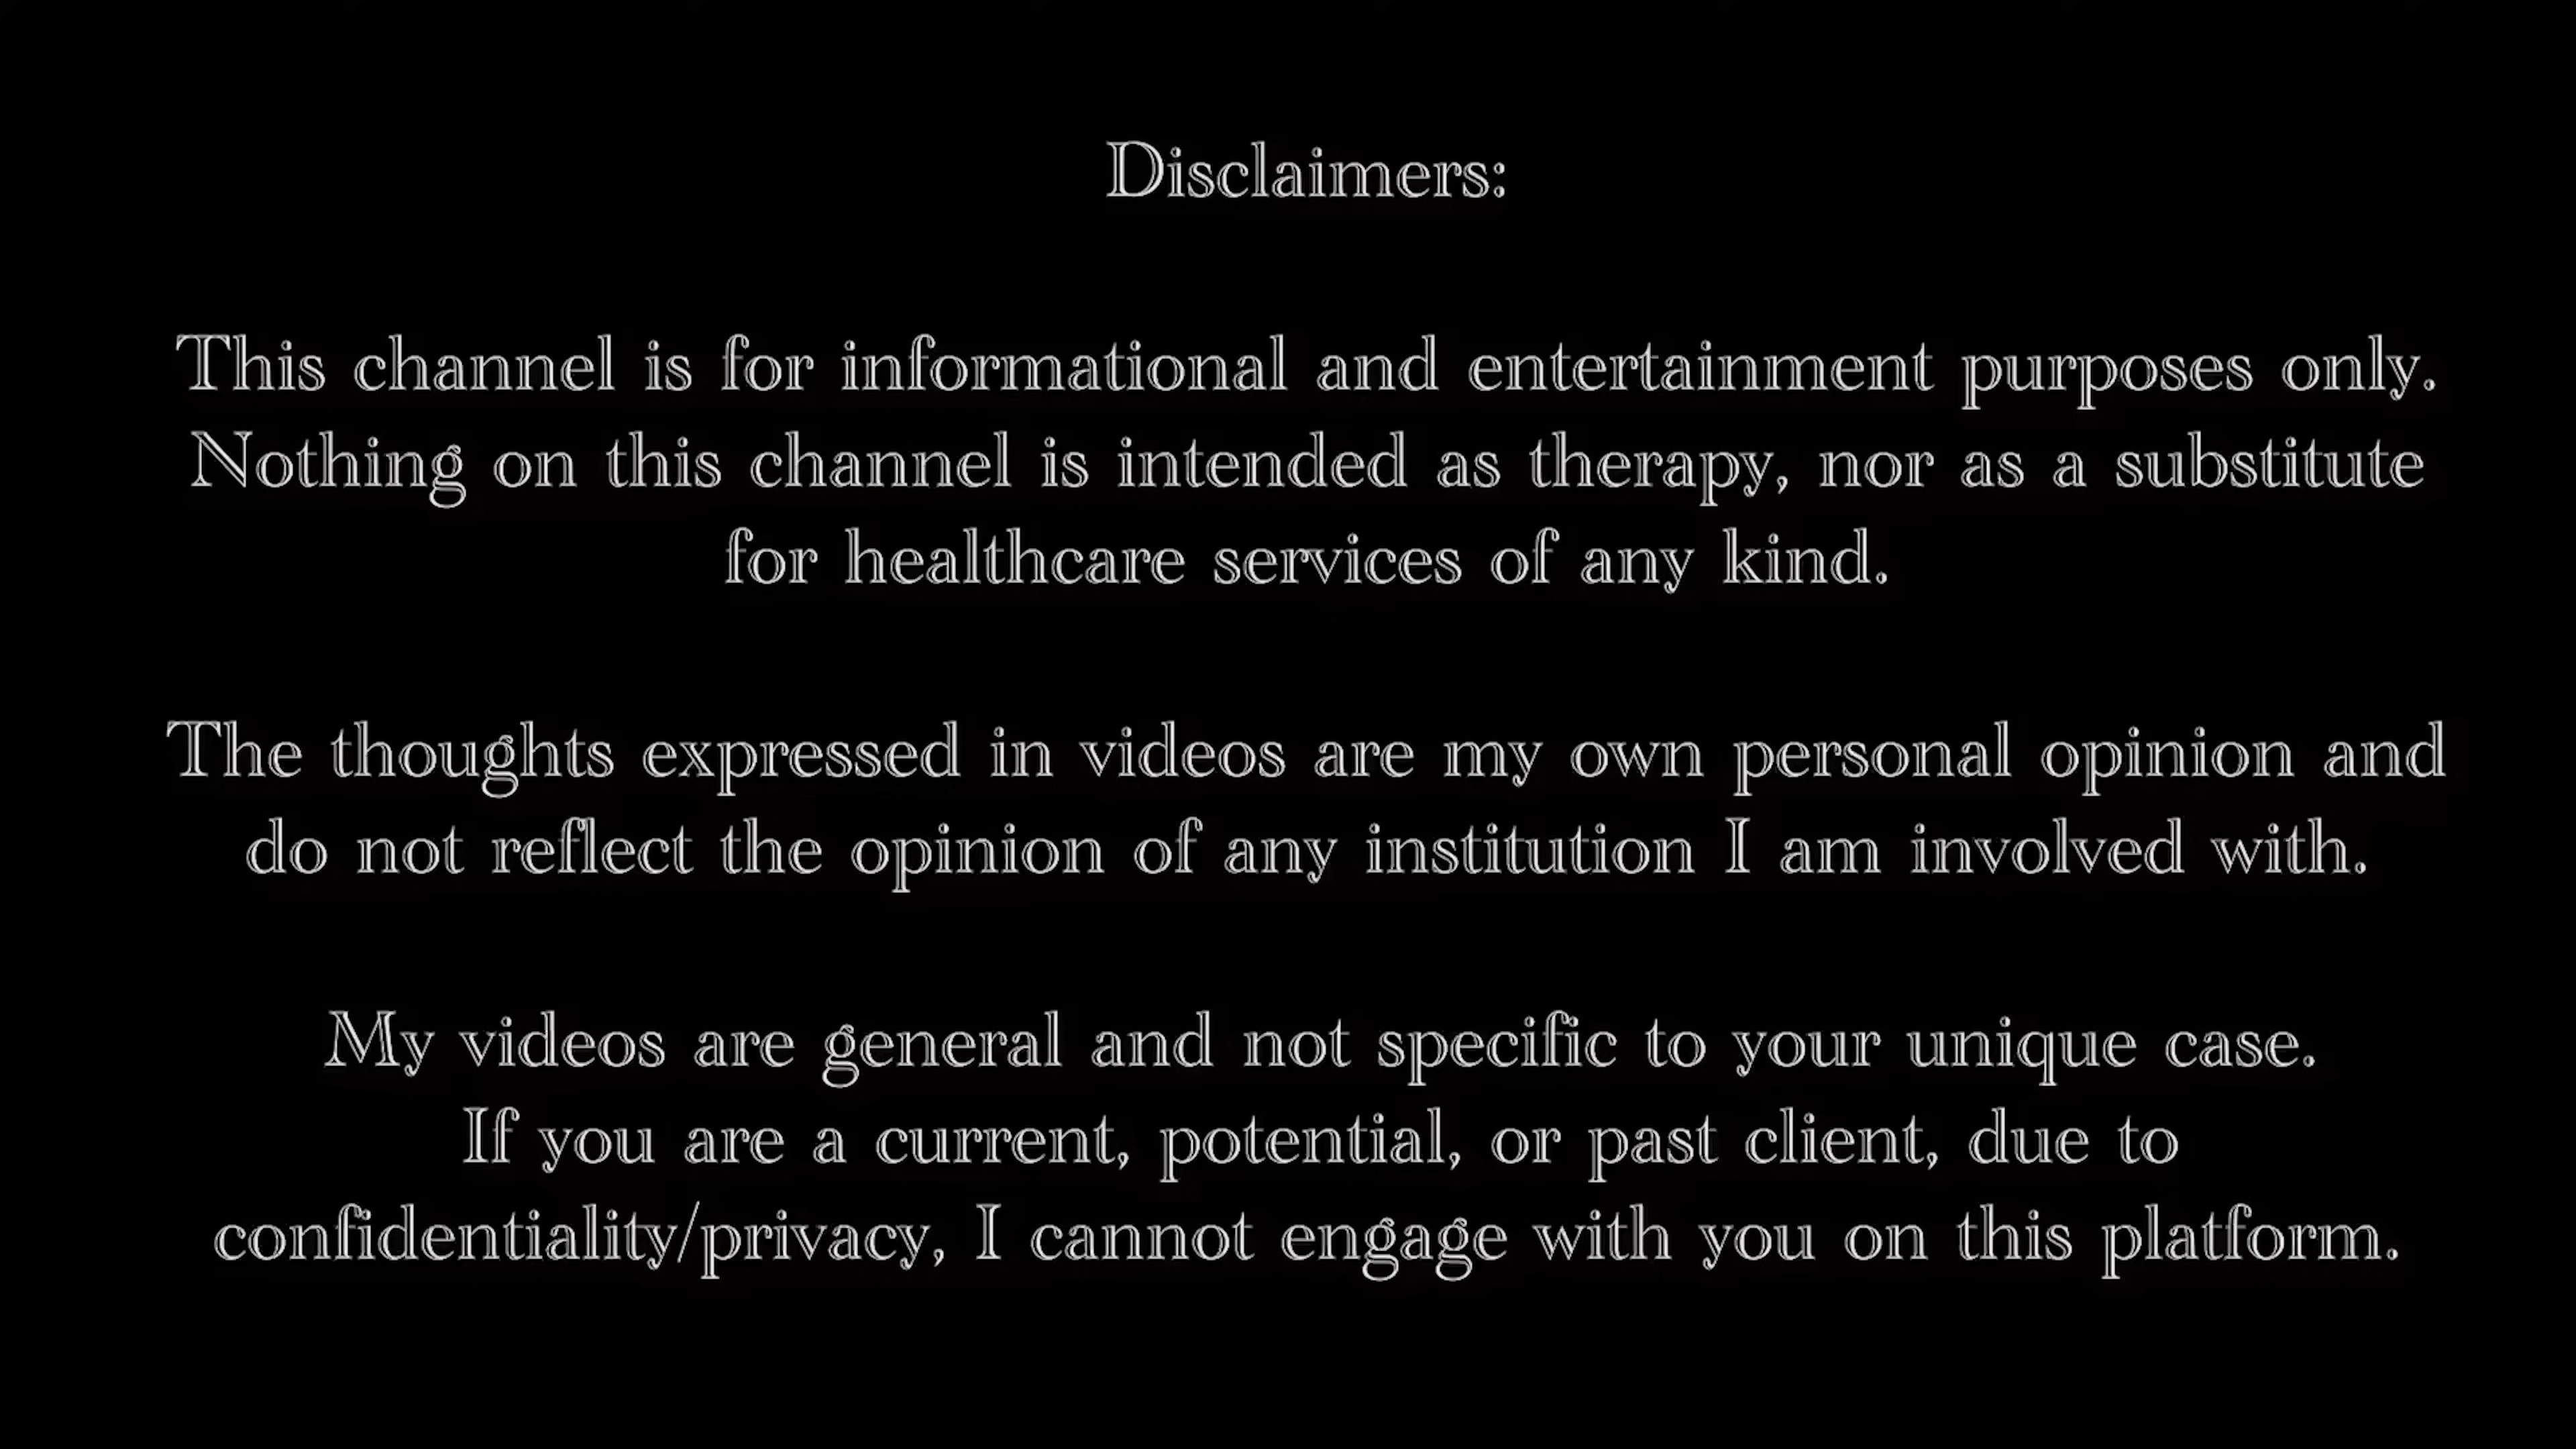 Disclaimers:
This channel is for informational and entertainment purposes only.
Nothing on this channel is intended as therapy, nor as a substitute
for healthcare services of any kind.
The thoughts expressed in videos are my own personal opinion and
do not reflect the opinion of any institution I am involved with.
My videos are general and not specific to your unique case.
If you are a current, potential, or past client, due to
confidentiality/privacy, I cannot engage with you on this platform.